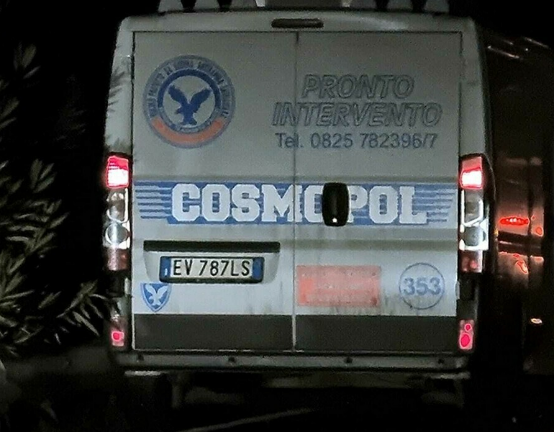 PRONTO
INTERVENTO
Tel. 0825 782396/7
COSMOPOL
EV 787LS
353